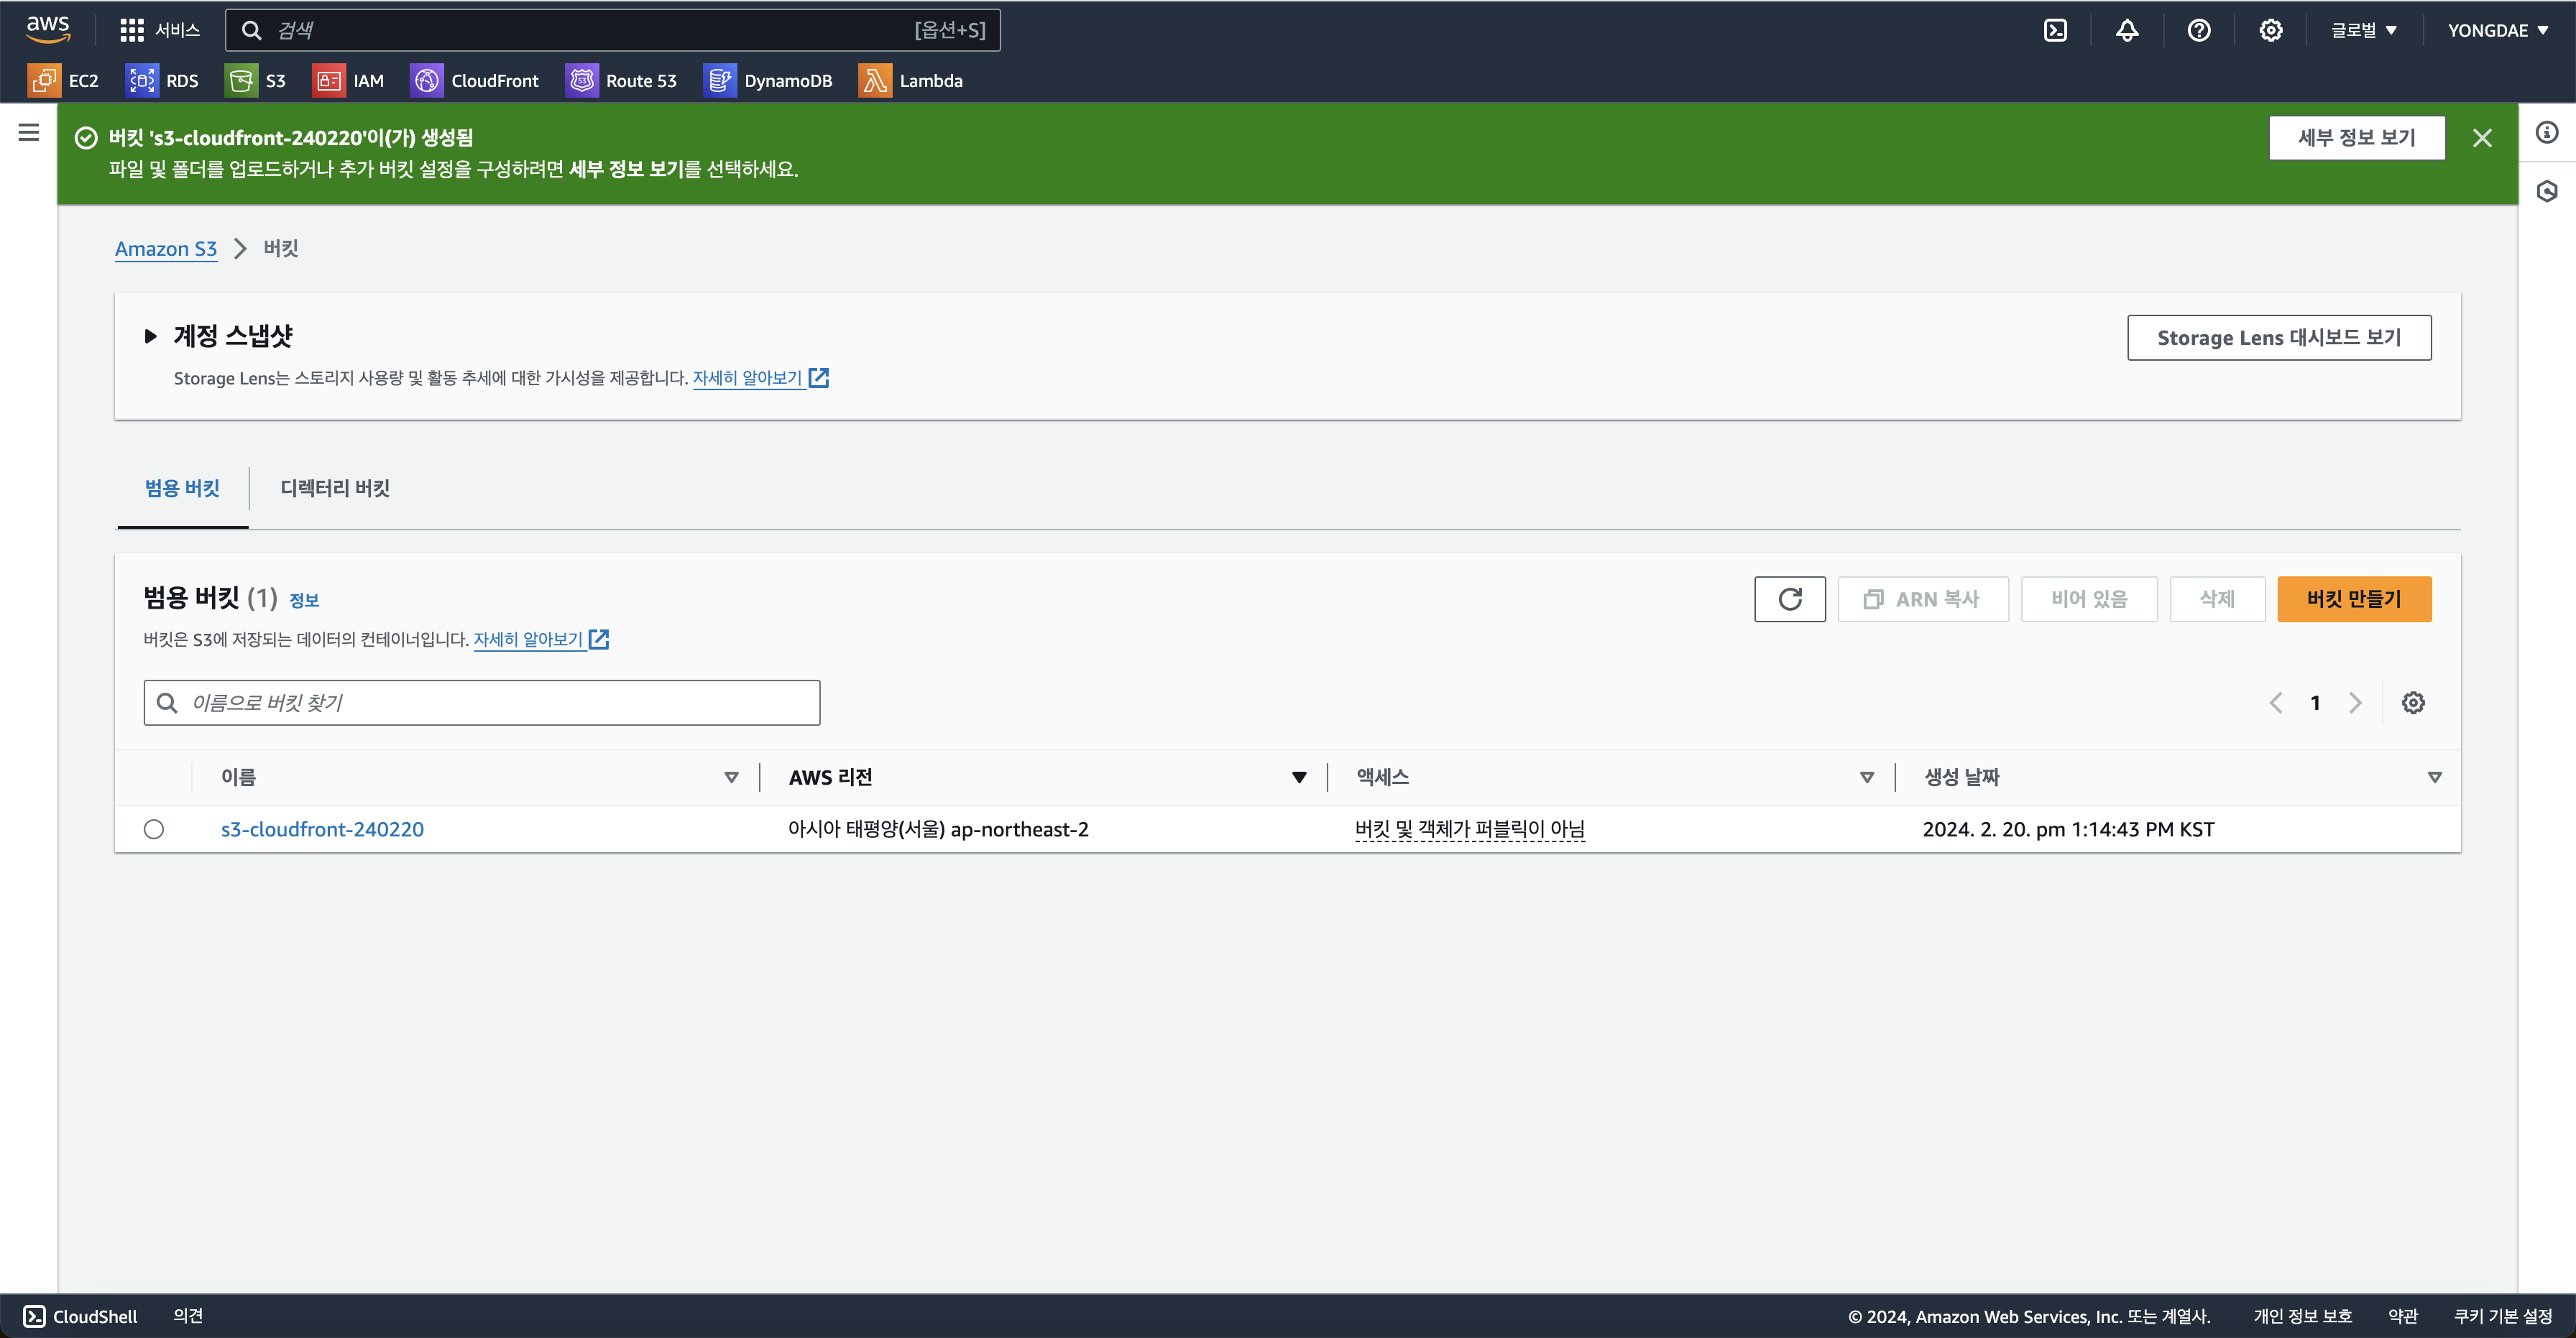 aws 서비스 검색 [옵션+S] 글로벌 YONGDAE
EC2 RDS S3 IAM CloudFront Route 53 DynamoDB Lambda
버킷 's3-cloudfront-240220'이(가) 생성됨 세부 정보 보기
파일 및 폴더를 업로드하거나 추가 버킷 설정을 구성하려면 세부 정보 보기를 선택하세요.
Amazon S3 버킷
계정 스냅샷 Storage Lens 대시보드 보기
Storage Lens는 스토리지 사용량 및 활동 추세에 대한 가시성을 제공합니다. 자세히 알아보기
범용 버킷 디렉터리 버킷
범용 버킷 (1) 정보 ARN 복사 비어 있음 삭제 버킷 만들기
버킷은 S3에 저장되는 데이터의 컨테이너입니다. 자세히 알아보기
이름으로 버킷 찾기 1
이름 AWS 리전 액세스 생성 날짜
s3-cloudfront-240220 아시아 태평양(서울) ap-northeast-2 버킷 및 객체가 퍼블릭이 아님 2024. 2. 20. pm 1:14:43 PM KST
CloudShell 의견 © 2024, Amazon Web Services, Inc. 또는 계열사. 개인 정보 보호 약관 쿠키 기본 설정